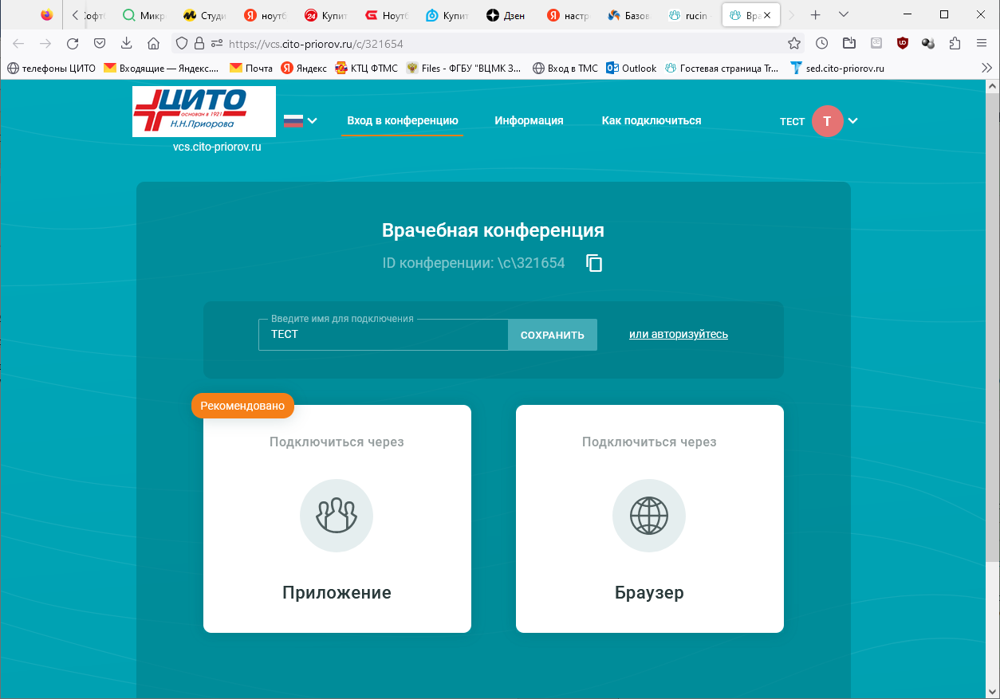 Софт
Микр
Студи
ноутб
24 Купит
Ноутб
Купит
Дзен
настр
Базов
rucin
Вра
https://vcs.cito-priorov.ru/c/321654
телефоны ЦИТО
Входящие — Яндекс....
Почта
Яндекс
КТЦ ФТМС
Files - ФГБУ "ВЦМК З...
Вход в ТМС
Outlook
Гостевая страница Tr...
sed.cito-priorov.ru
ЦИТО
основан в 1921
Н.Н.Приорова
vcs.cito-priorov.ru
Вход в конференцию
Информация
Как подключиться
ТЕСТ
Т
Врачебная конференция
ID конференции: \c\321654
Введите имя для подключения
ТЕСТ
СОХРАНИТЬ
или авторизуйтесь
Рекомендовано
Подключиться через
Приложение
Подключиться через
Браузер